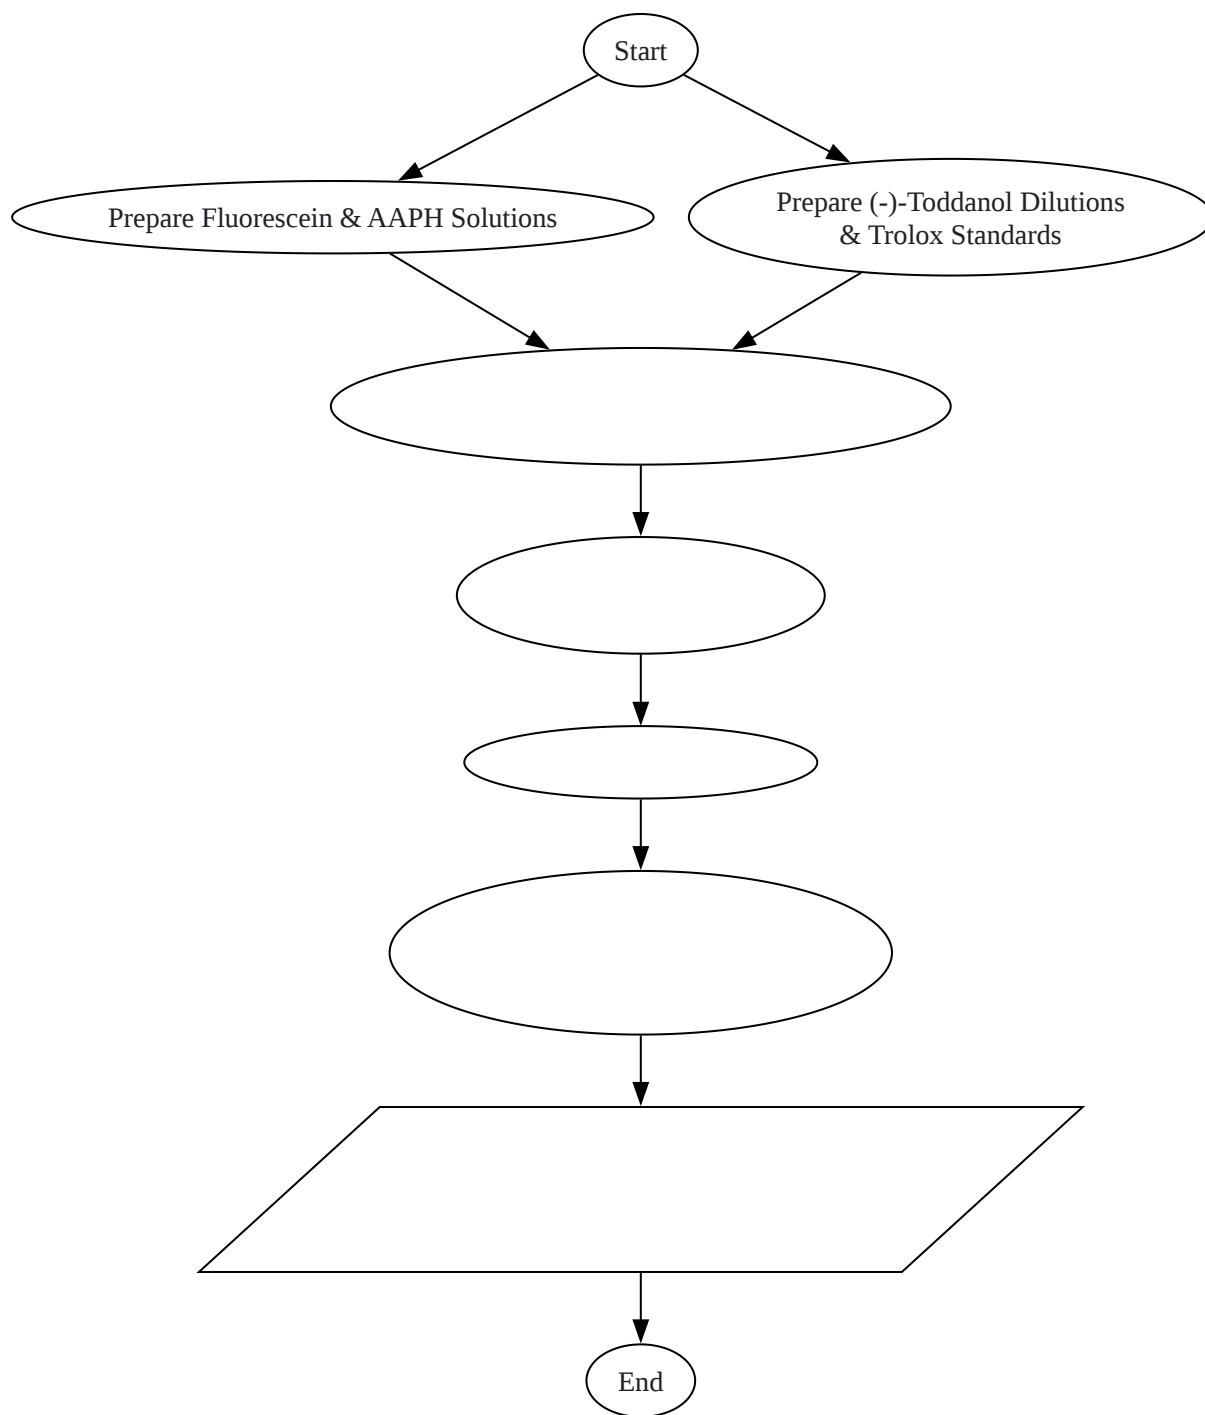 Start
Prepare Fluorescein & AAPH Solutions
Prepare (-)-Toddanol Dilutions
& Trolox Standards
End